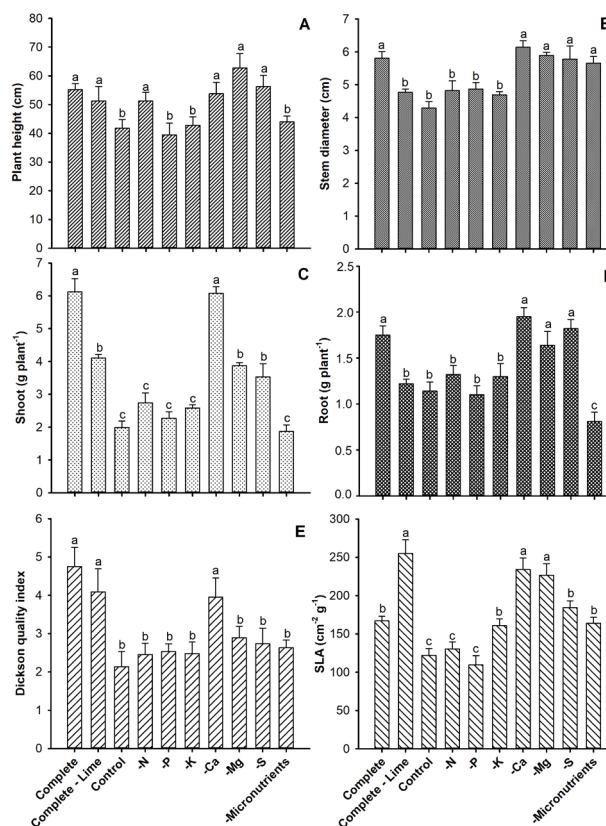 A
Plant height (cm)
80
70
60
50
40
30
20
10
0
a a b a b b a a a b
Stem diameter (cm)
7
6
5
4
3
2
1
0
a b b b b b a a a a
C
Shoot (g plant⁻¹)
7
6
5
4
3
2
1
0
a b c c c c a b b c
Root (g plant⁻¹)
2.5
2.0
1.5
1.0
0.5
0.0
a b b b b b a a a c
E
Dickson quality index
6
5
4
3
2
1
0
a a b b b b a b b b
Complete
Complete - Lime
Control
-N
-P
-K
-Ca
-Mg
-S
-Micronutrients
SLA (cm⁻² g⁻¹)
300
250
200
150
100
50
0
b a c c c b a a b b
Complete
Complete - Lime
Control
-N
-P
-K
-Ca
-Mg
-S
-Micronutrients